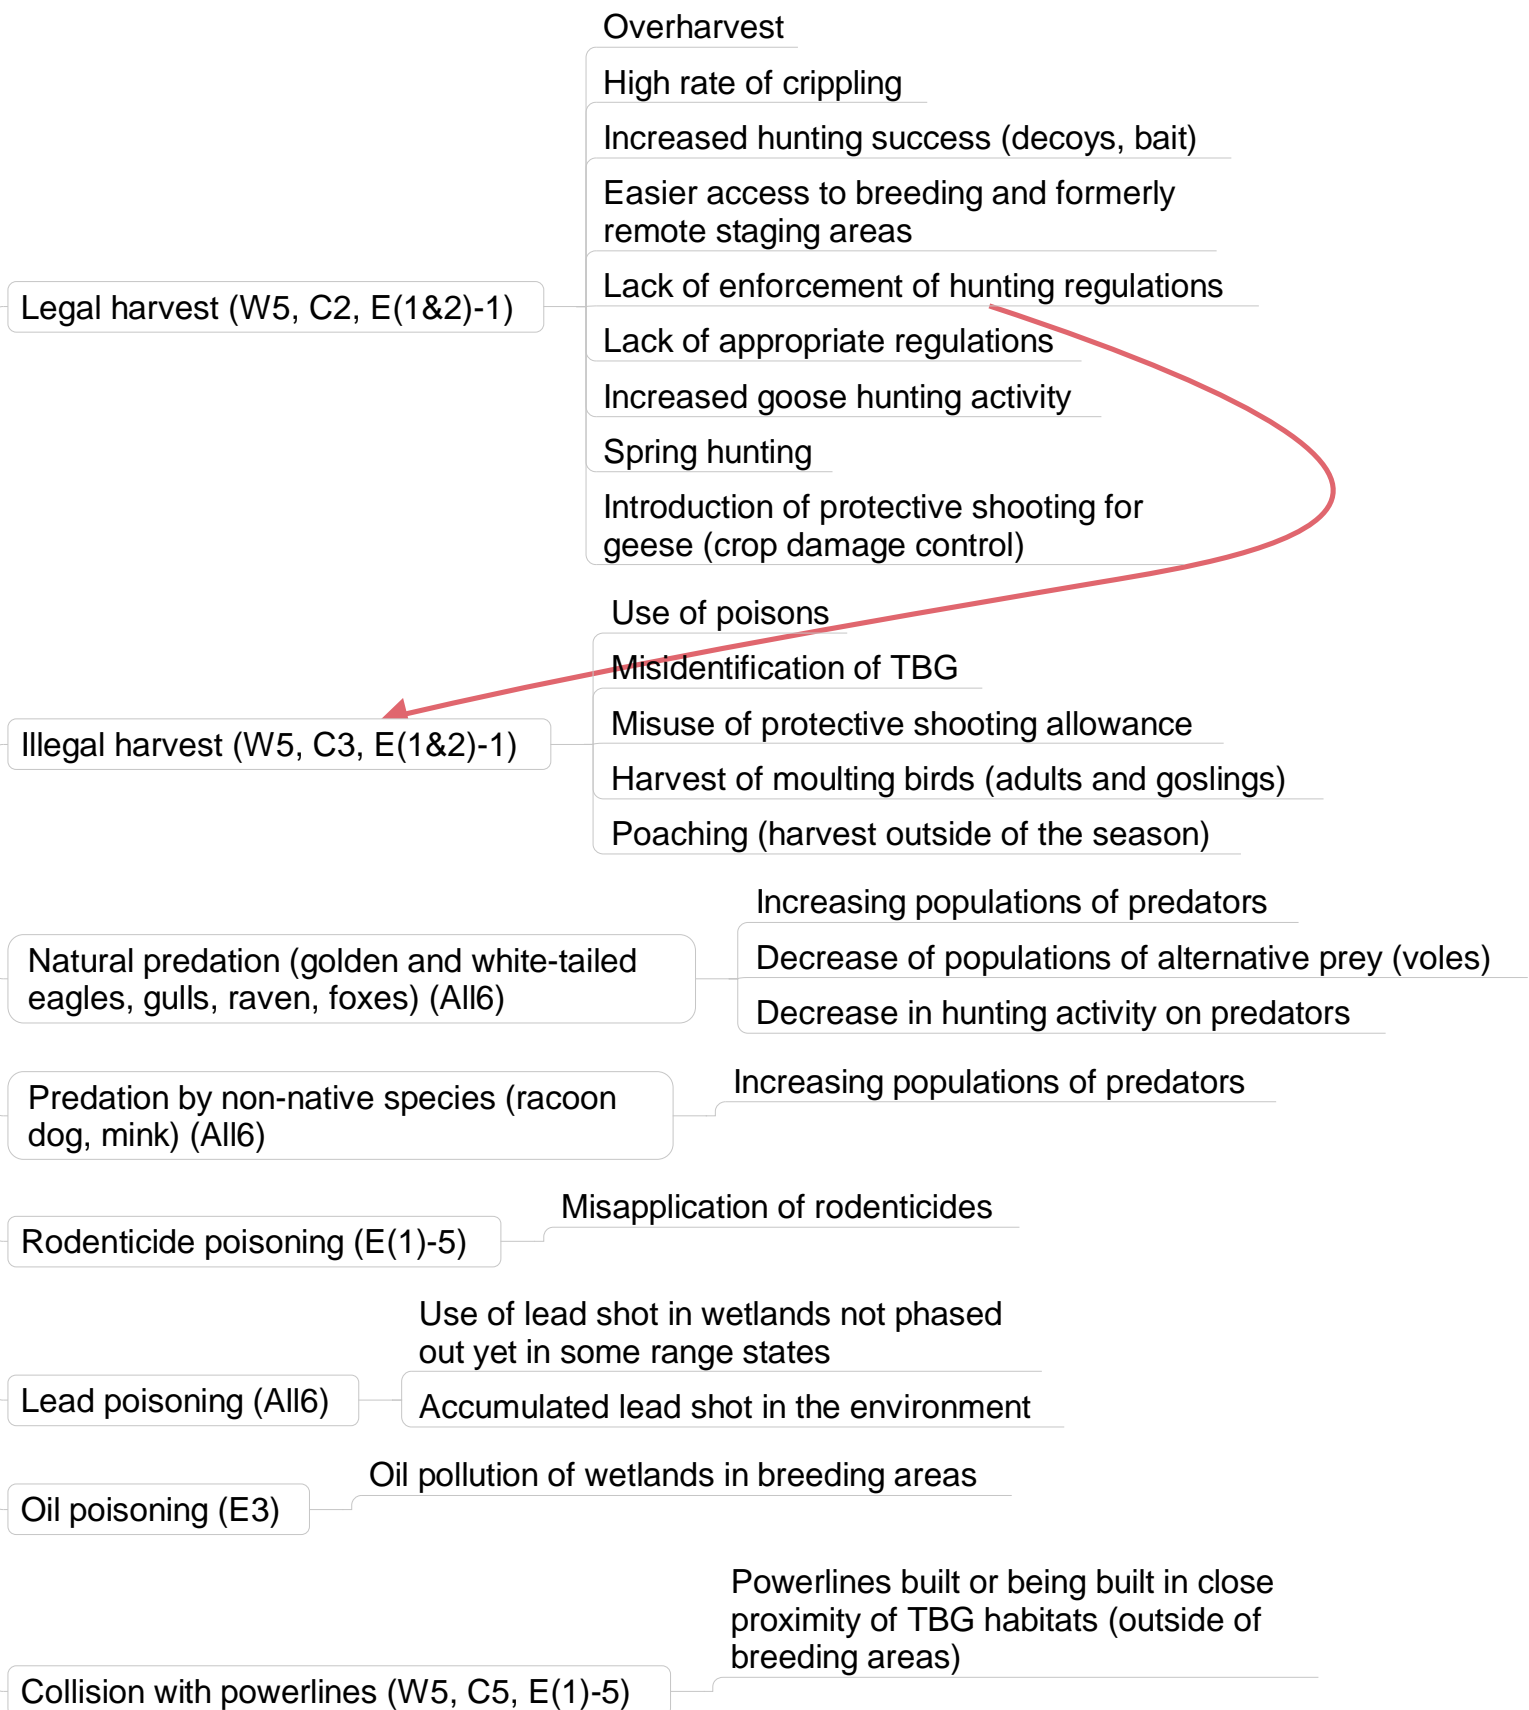 Overharvest
High rate of crippling
Increased hunting success (decoys, bait)
Easier access to breeding and formerly
remote staging areas
Lack of enforcement of hunting regulations
Legal harvest (W5, C2, E(1&2)-1)
Lack of appropriate regulations
Increased goose hunting activity
Spring hunting
Introduction of protective shooting for
geese (crop damage control)
Use of poisons
Misidentification of TBG
Misuse of protective shooting allowance
Illegal harvest (W5, C3, E(1&2)-1)
Harvest of moulting birds (adults and goslings)
Poaching (harvest outside of the season)
Increasing populations of predators
Natural predation (golden and white-tailed
eagles, gulls, raven, foxes) (All6)
Decrease of populations of alternative prey (voles)
Decrease in hunting activity on predators
Predation by non-native species (racoon
dog, mink) (All6)
Increasing populations of predators
Misapplication of rodenticides
Rodenticide poisoning (E(1)-5)
Use of lead shot in wetlands not phased
out yet in some range states
Lead poisoning (All6)
Accumulated lead shot in the environment
Oil pollution of wetlands in breeding areas
Oil poisoning (E3)
Powerlines built or being built in close
proximity of TBG habitats (outside of
breeding areas)
Collision with powerlines (W5, C5, E(1)-5)